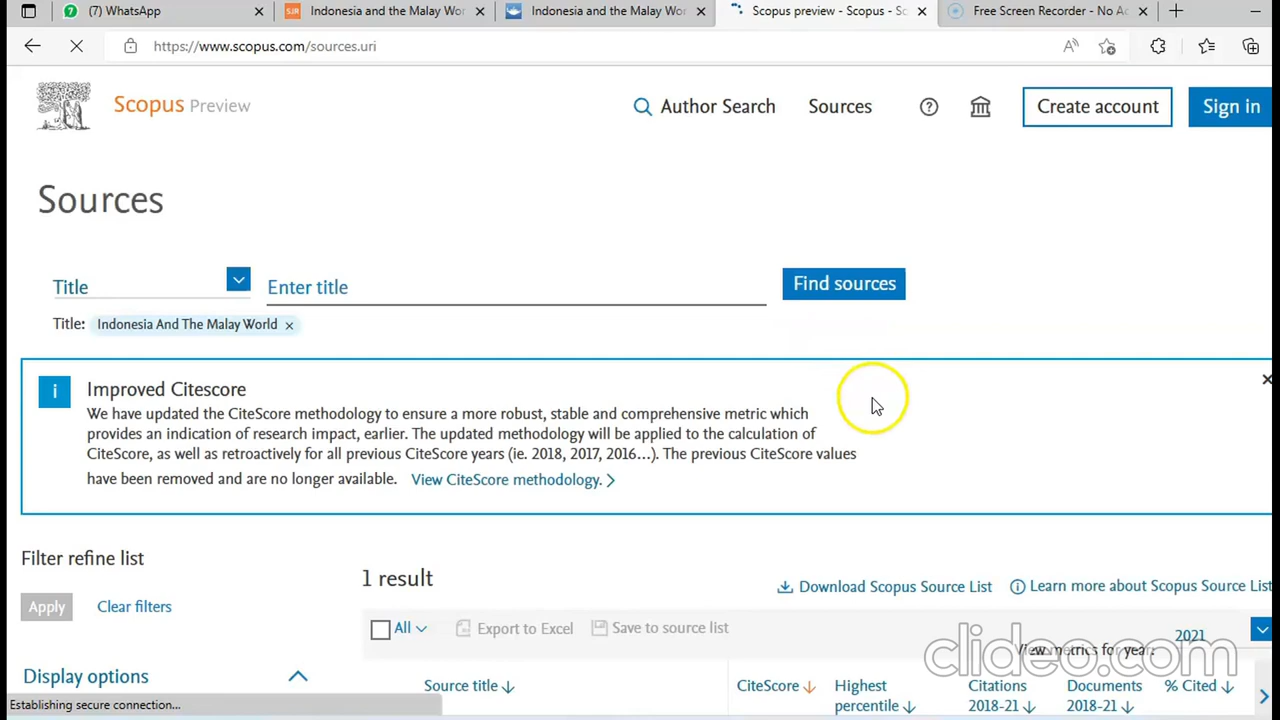 (7) WhatsApp
SJR Indonesia and the Malay Wor
Indonesia and the Malay Wor
Scopus preview - Scopus - Sc
Free Screen Recorder - No Ac
https://www.scopus.com/sources.uri
Scopus Preview
Author Search
Sources
Create account
Sign in
Sources
Title
Enter title
Find sources
Title: Indonesia And The Malay World ×
i
Improved Citescore
We have updated the CiteScore methodology to ensure a more robust, stable and comprehensive metric which
provides an indication of research impact, earlier. The updated methodology will be applied to the calculation of
CiteScore, as well as retroactively for all previous CiteScore years (ie. 2018, 2017, 2016...). The previous CiteScore values
have been removed and are no longer available. View CiteScore methodology.
Filter refine list
Apply
Clear filters
Display options
1 result
Download Scopus Source List
Learn more about Scopus Source List
All
Export to Excel
Save to source list
View metrics for year:
2021
Source title
CiteScore
Highest
percentile
Citations
2018-21
Documents
2018-21
% Cited
Establishing secure connection...
clideo.com